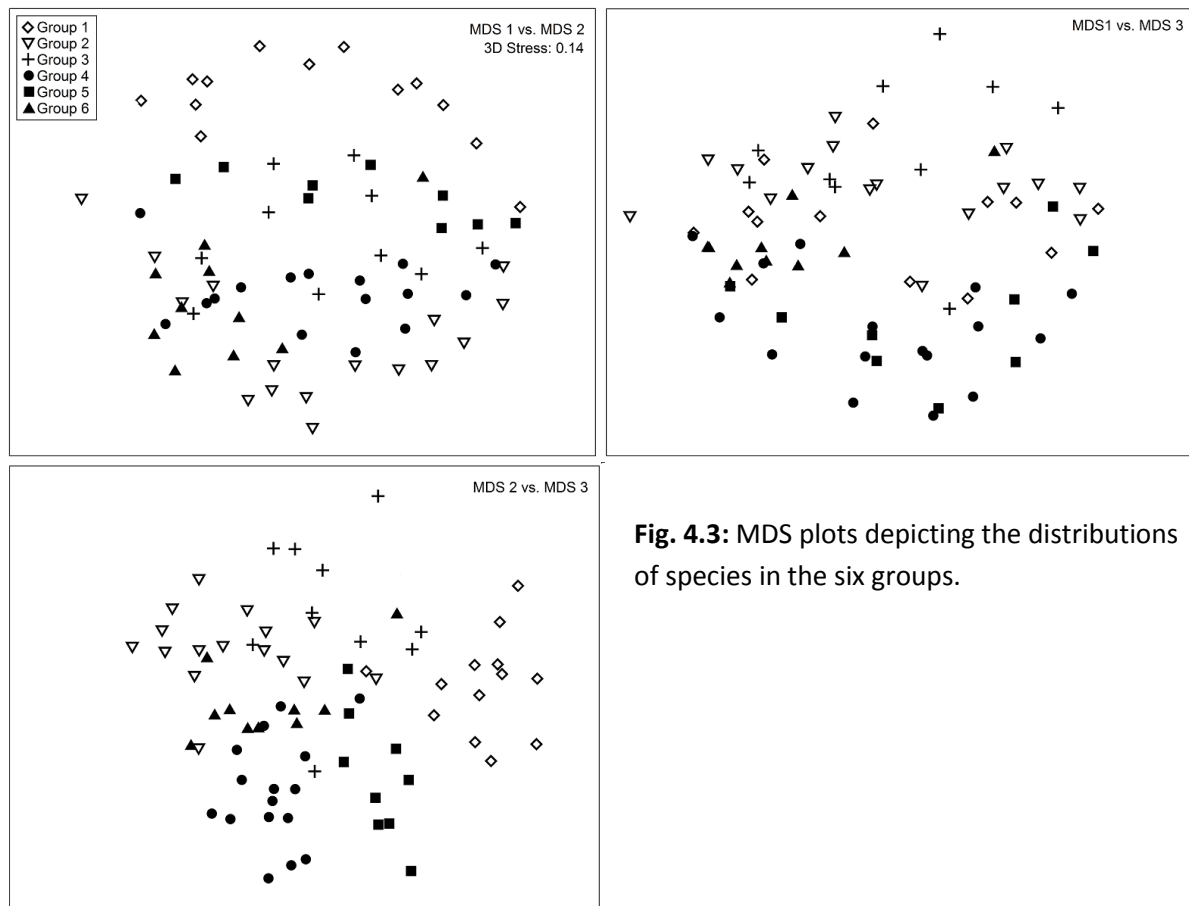 Group 1
Group 2
Group 3
Group 4
Group 5
Group 6
MDS 1 vs. MDS 2
3D Stress: 0.14
MDS1 vs. MDS 3
MDS 2 vs. MDS 3
Fig. 4.3: MDS plots depicting the distributions
of species in the six groups.